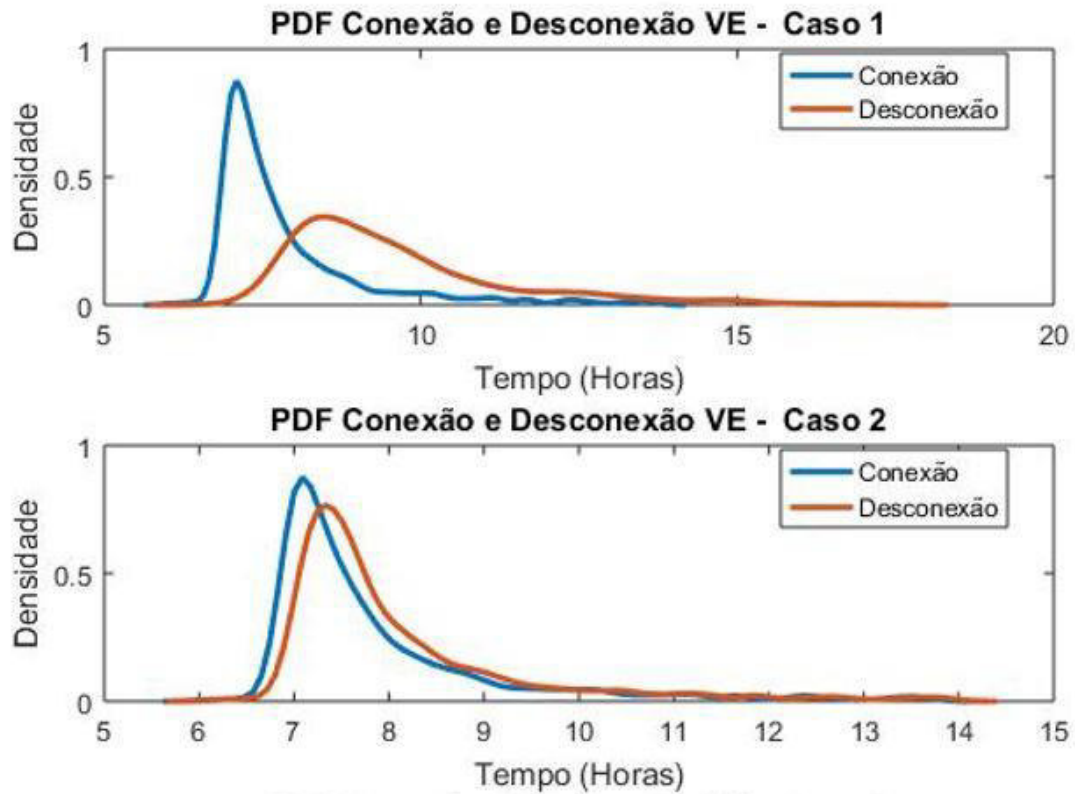 PDF Conexão e Desconexão VE - Caso 1
1
0.5
0
Densidade
Conexão
Desconexão
5 10 15 20
Tempo (Horas)
PDF Conexão e Desconexão VE - Caso 2
1
0.5
0
Densidade
Conexão
Desconexão
5 6 7 8 9 10 11 12 13 14 15
Tempo (Horas)